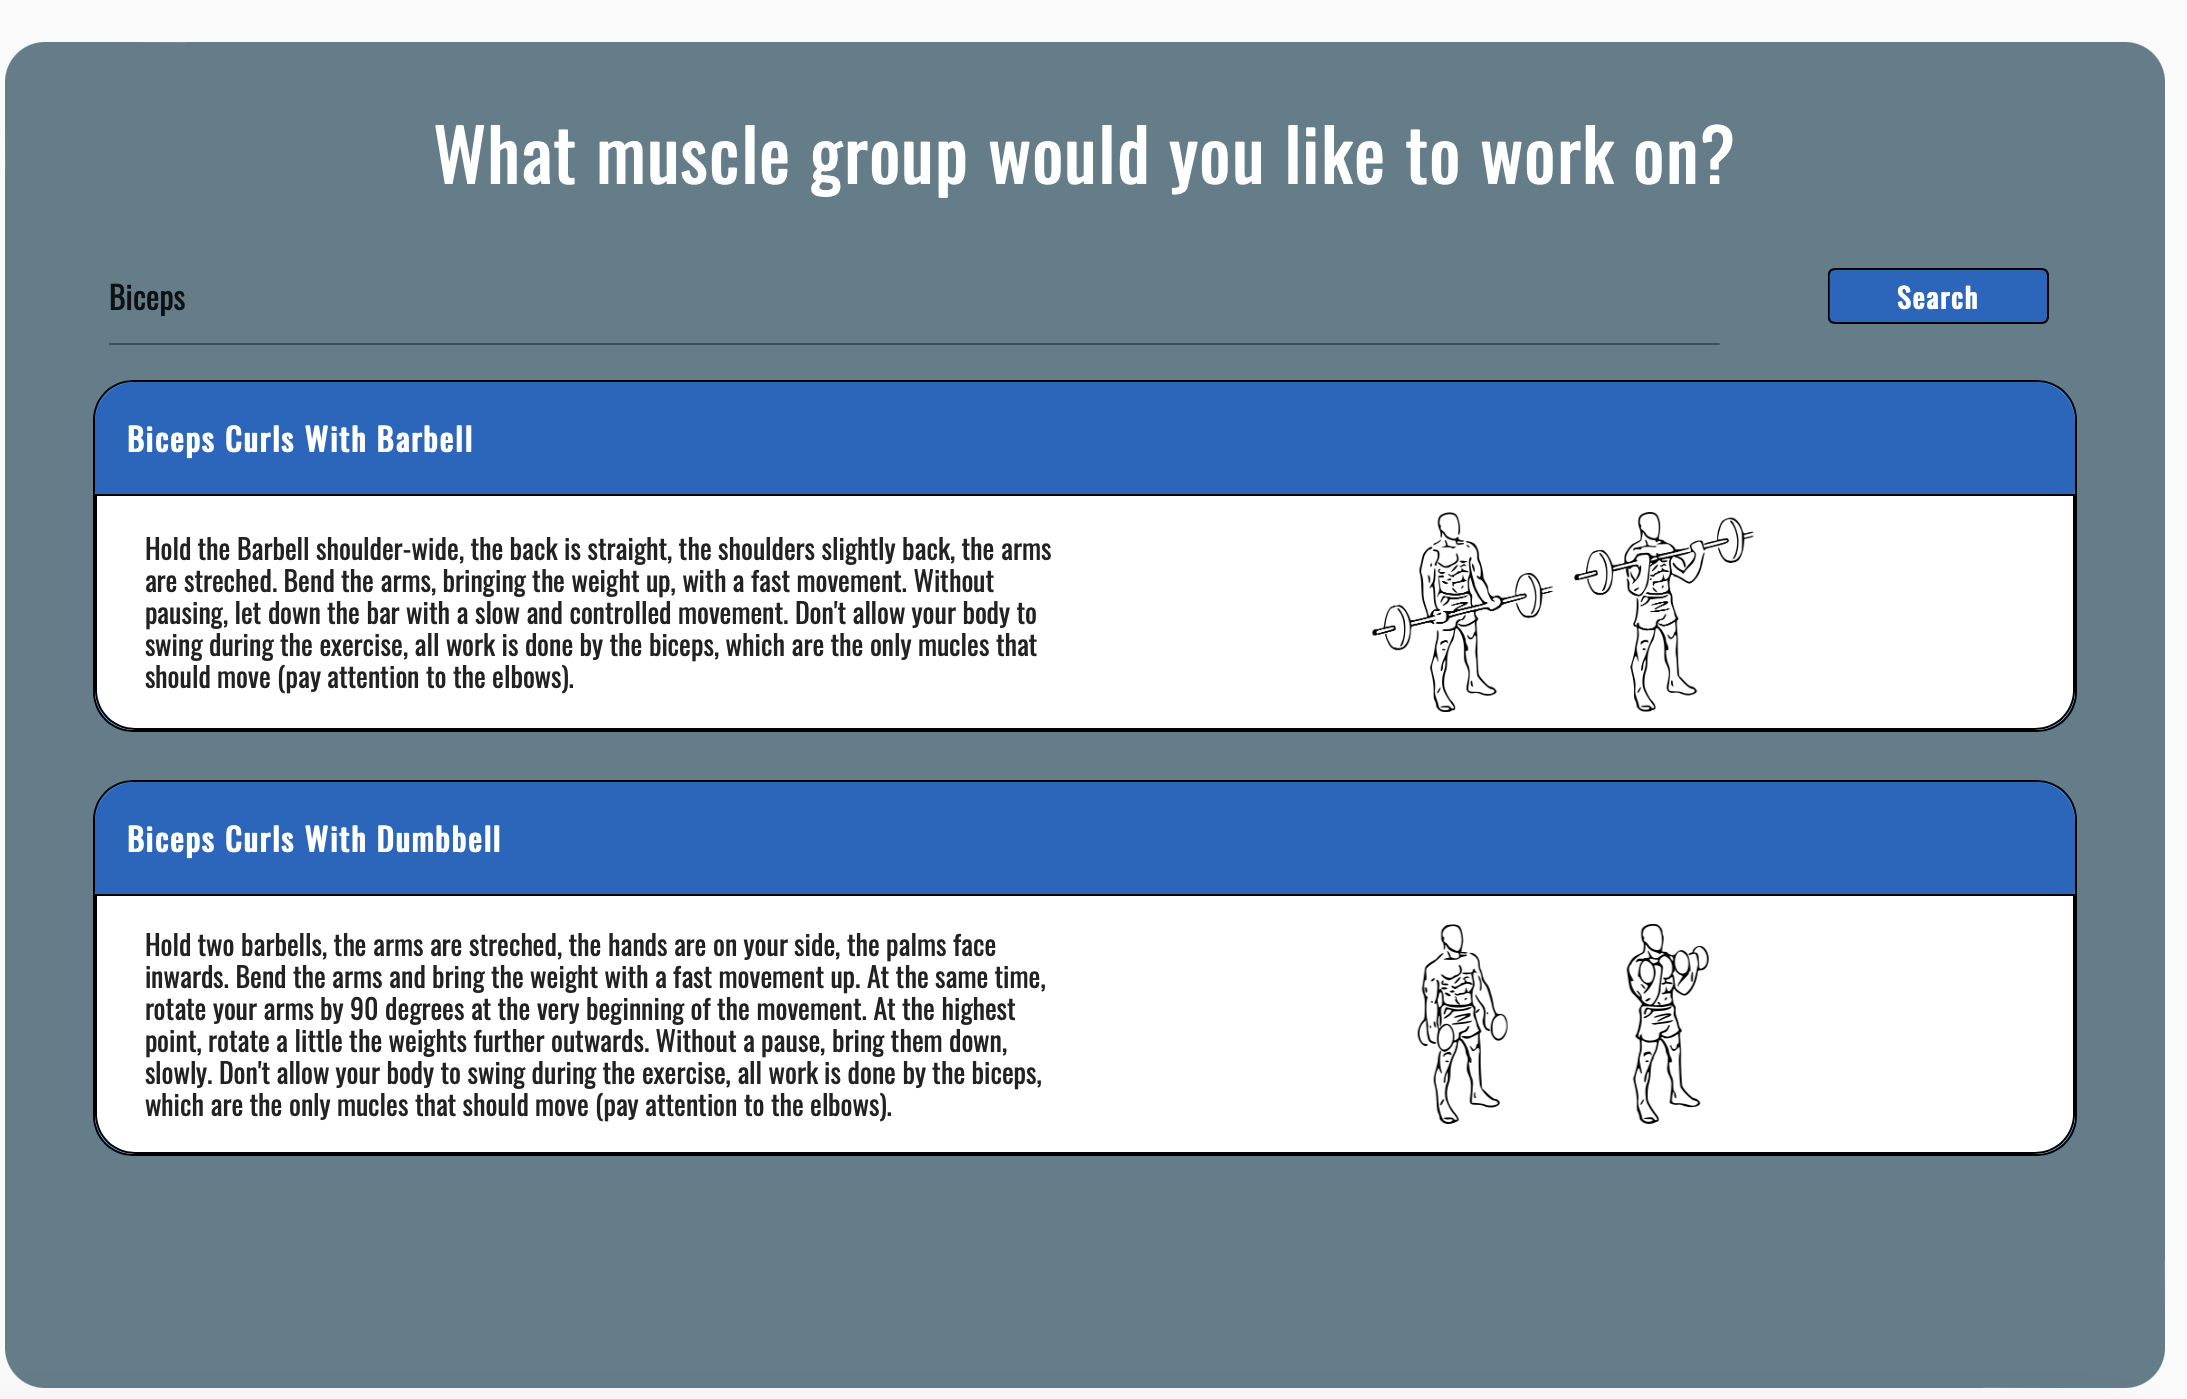 What muscle group would you like to work on?
Biceps
Search
Biceps Curls With Barbell
Hold the Barbell shoulder-wide, the back is straight, the shoulders slightly back, the arms
are streched. Bend the arms, bringing the weight up, with a fast movement. Without
pausing, let down the bar with a slow and controlled movement. Don't allow your body to
swing during the exercise, all work is done by the biceps, which are the only mucles that
should move (pay attention to the elbows).
Biceps Curls With Dumbbell
Hold two barbells, the arms are streched, the hands are on your side, the palms face
inwards. Bend the arms and bring the weight with a fast movement up. At the same time,
rotate your arms by 90 degrees at the very beginning of the movement. At the highest
point, rotate a little the weights further outwards. Without a pause, bring them down,
slowly. Don't allow your body to swing during the exercise, all work is done by the biceps,
which are the only mucles that should move (pay attention to the elbows).